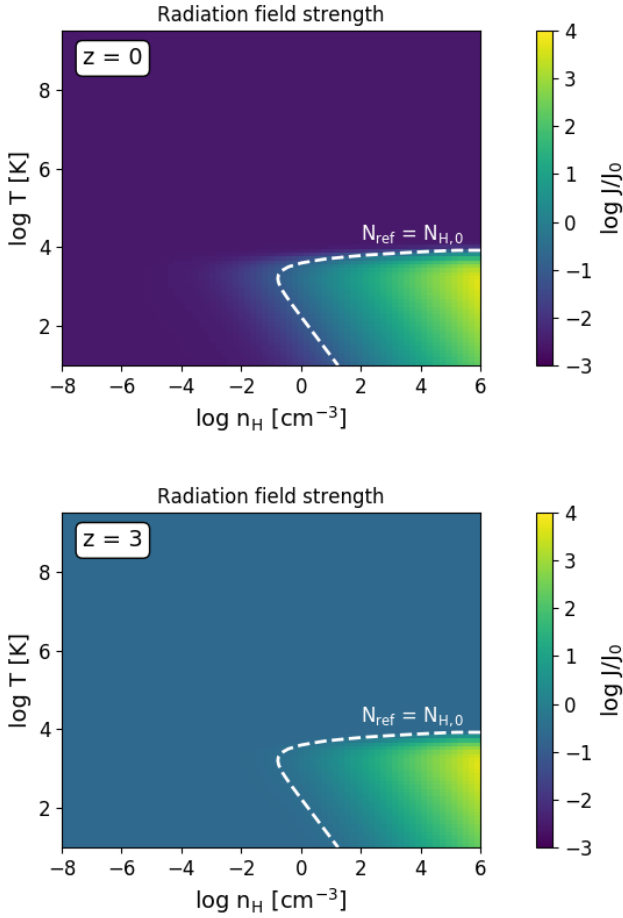 Radiation field strength
z = 0
N_ref = N_H,0
8
6
4
2
log T [K]
−8 −6 −4 −2 0 2 4 6
log n_H [cm⁻³]
4
3
2
1
0
−1
−2
−3
log J/J₀
Radiation field strength
z = 3
N_ref = N_H,0
8
6
4
2
log T [K]
−8 −6 −4 −2 0 2 4 6
log n_H [cm⁻³]
4
3
2
1
0
−1
−2
−3
log J/J₀